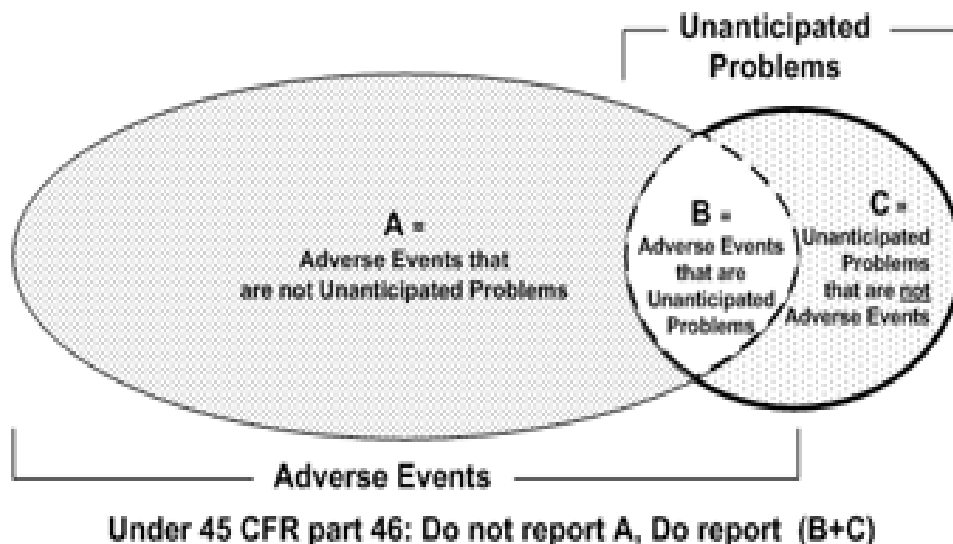 Unanticipated
Problems
A =
Adverse Events that
are not Unanticipated Problems
B =
Adverse Events
that are
Unanticipated
Problems
C =
Unanticipated
Problems
that are not
Adverse Events
Adverse Events
Under 45 CFR part 46: Do not report A, Do report (B+C)